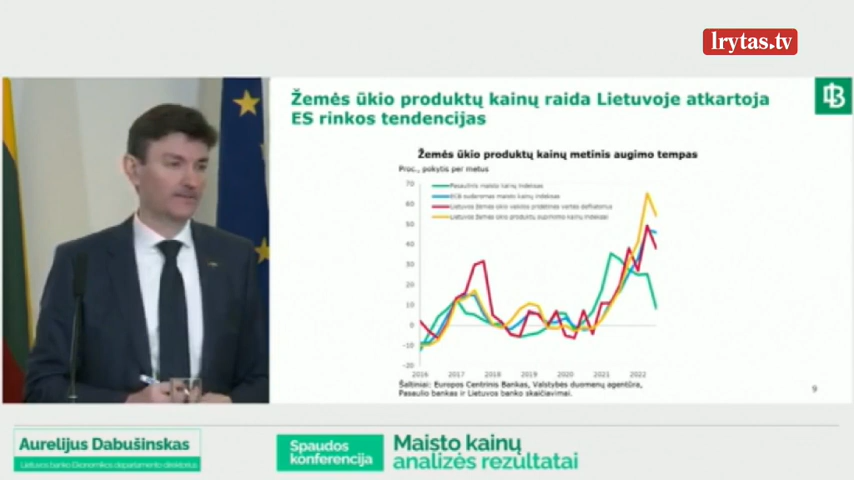 lrytas.tv
Žemės ūkio produktų kainų raida Lietuvoje atkartoja
ES rinkos tendencijas
Žemės ūkio produktų kainų metinis augimo tempas
Proc., pokytis per metus
Pasaulinis maisto kainų indeksas
ECB sudaromas maisto kainų indeksas
Lietuvos žemės ūkio veiklos pridėtinės vertės defliatorius
Lietuvos žemės ūkio produktų supirkimo kainų indeksas
70
60
50
40
30
20
10
0
-10
-20
2016 2017 2018 2019 2020 2021 2022
Šaltiniai: Europos Centrinis Bankas, Valstybės duomenų agentūra,
Pasaulio bankas ir Lietuvos banko skaičiavimai.
9
Aurelijus Dabušinskas
Lietuvos banko Ekonomikos departamento direktorius
Spaudos
konferencija
Maisto kainų
analizės rezultatai